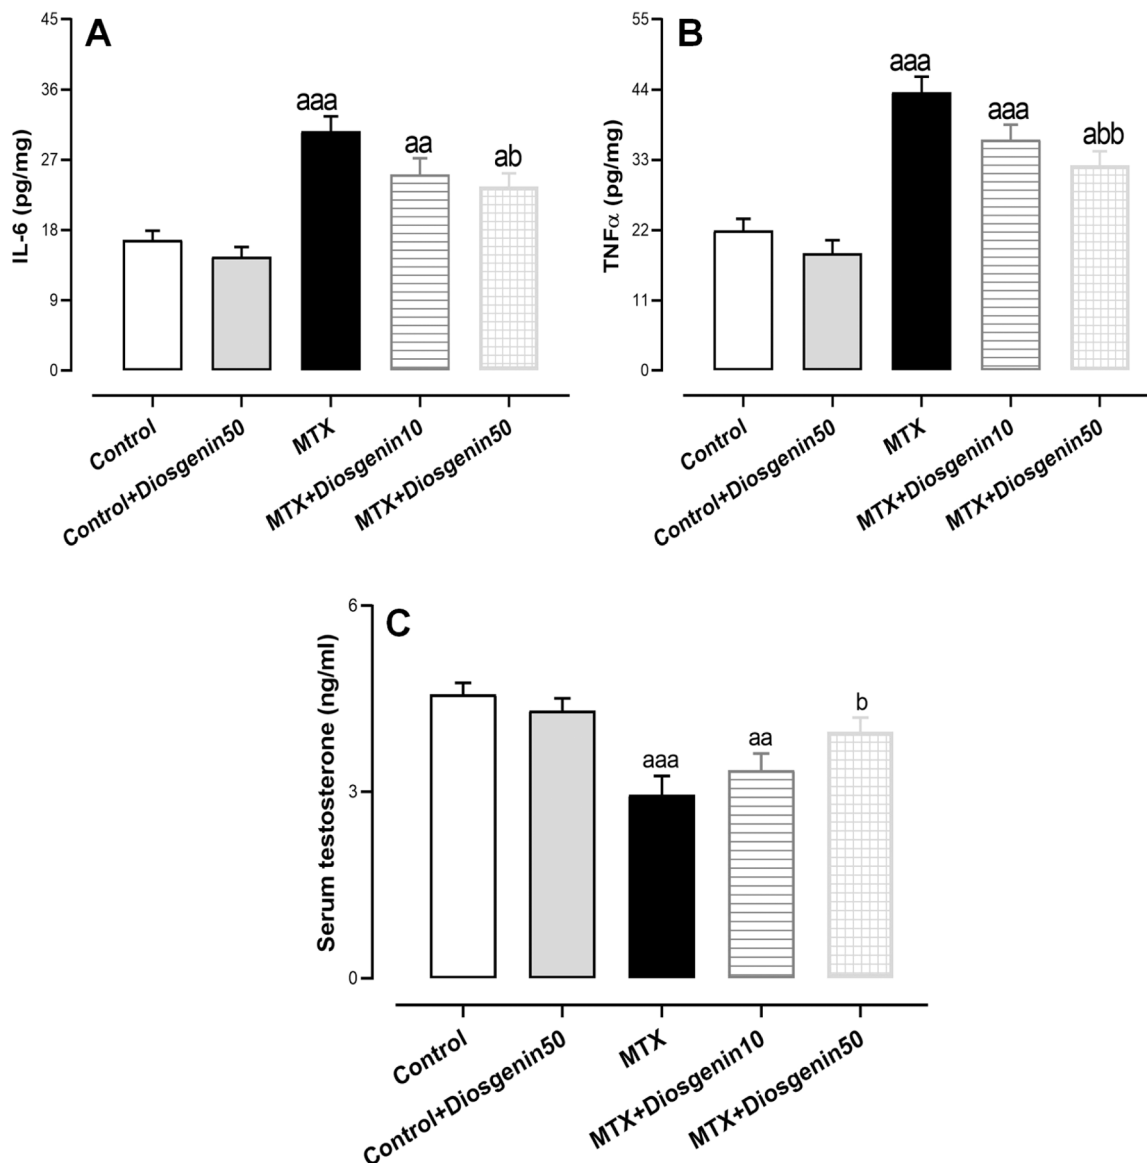 A
IL-6 (pg/mg)
45
36
27
18
9
0
aaa
aa
ab
Control
Control+Diosgenin50
MTX
MTX+Diosgenin10
MTX+Diosgenin50
B
TNFα (pg/mg)
55
44
33
22
11
0
aaa
aaa
abb
Control
Control+Diosgenin50
MTX
MTX+Diosgenin10
MTX+Diosgenin50
C
Serum testosterone (ng/ml)
6
3
0
aaa
aa
b
Control
Control+Diosgenin50
MTX
MTX+Diosgenin10
MTX+Diosgenin50